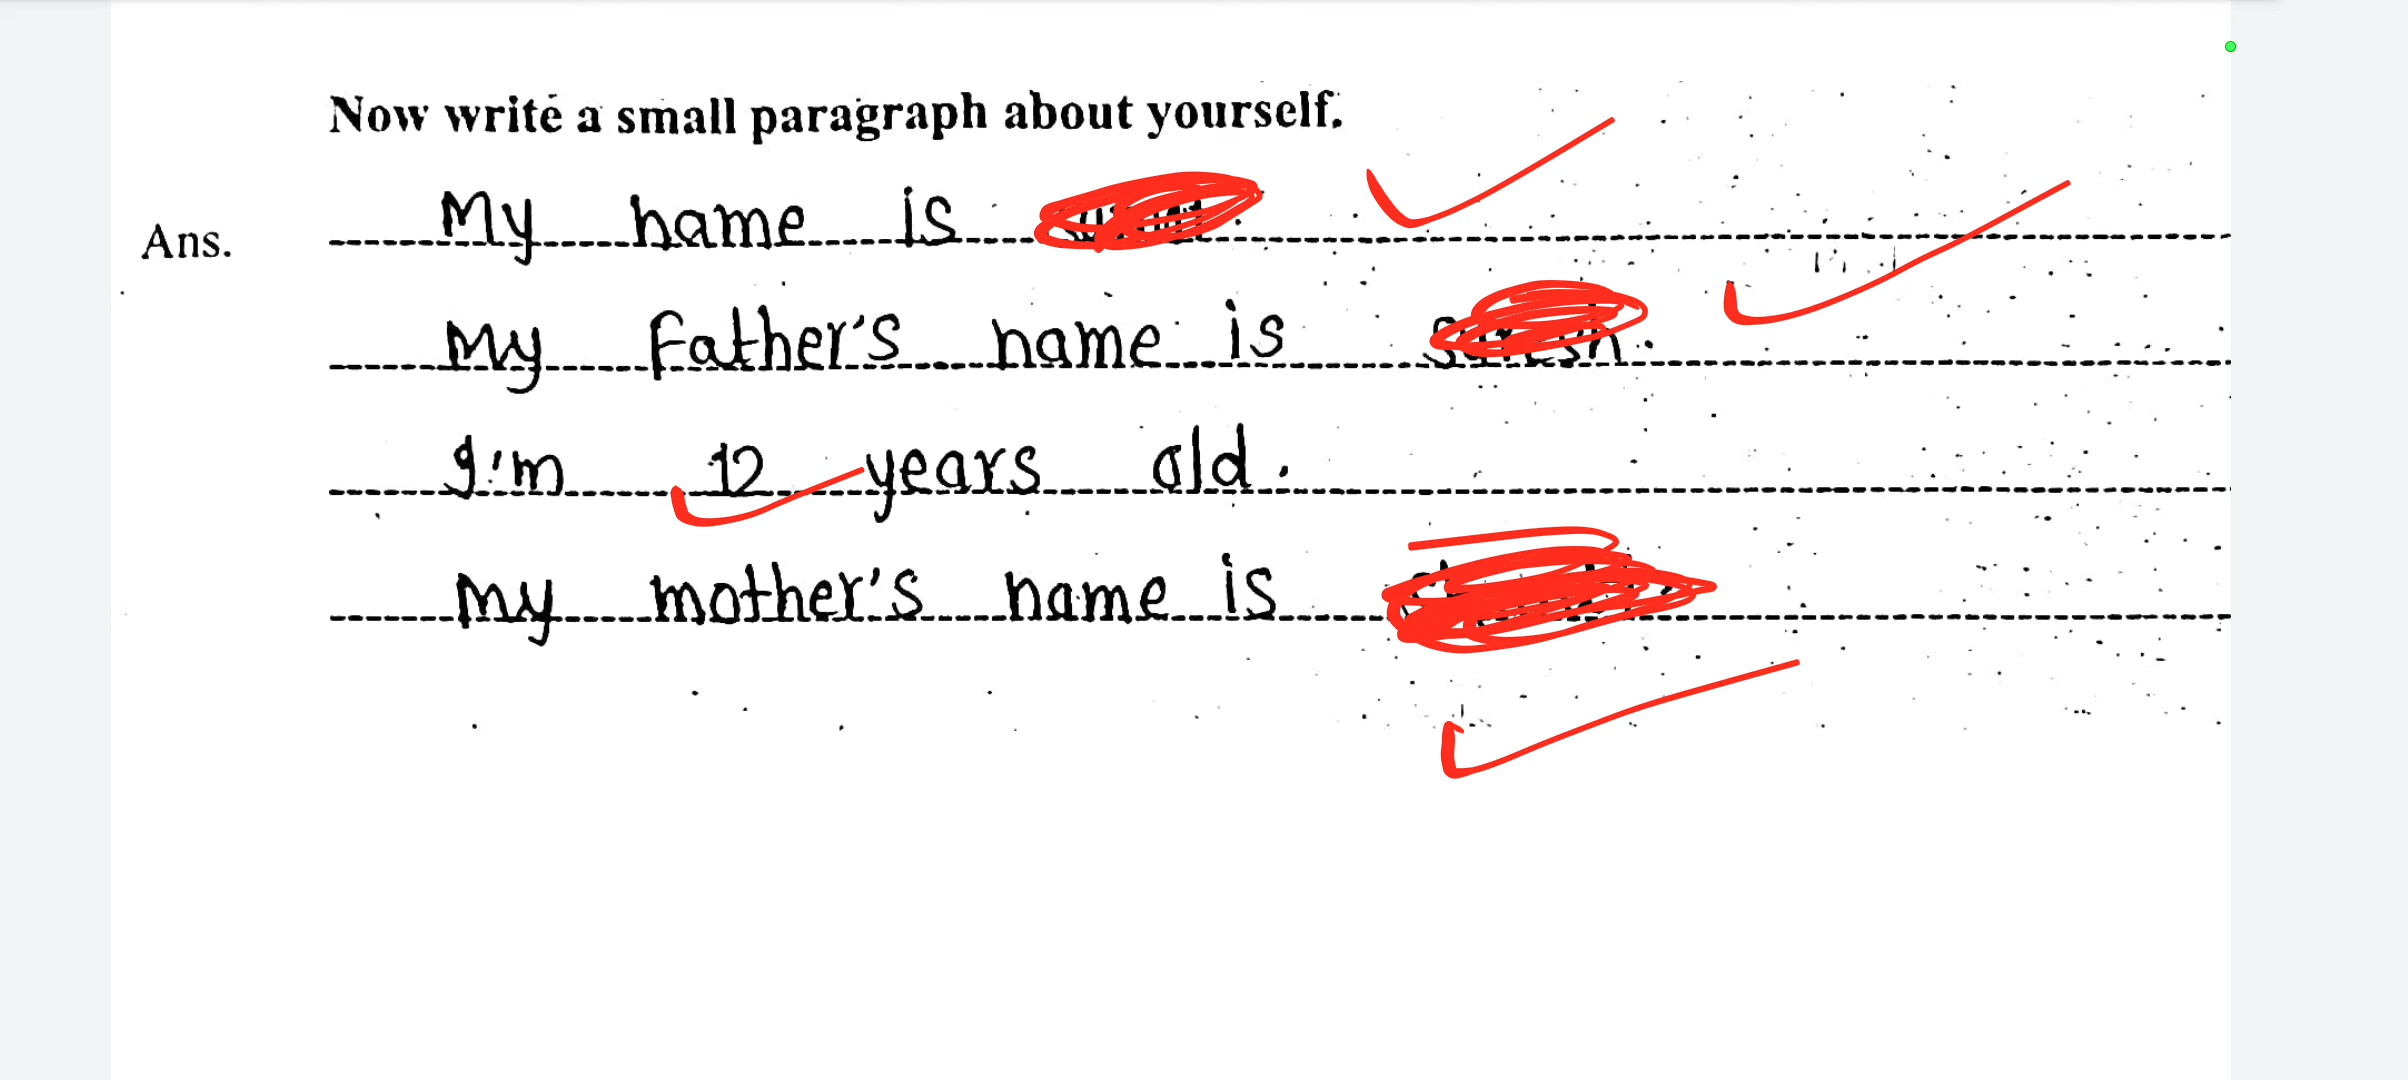 Now write a small paragraph about yourself.
Ans. My name is
My Father's name is
I'm 12 years old.
My mother's name is